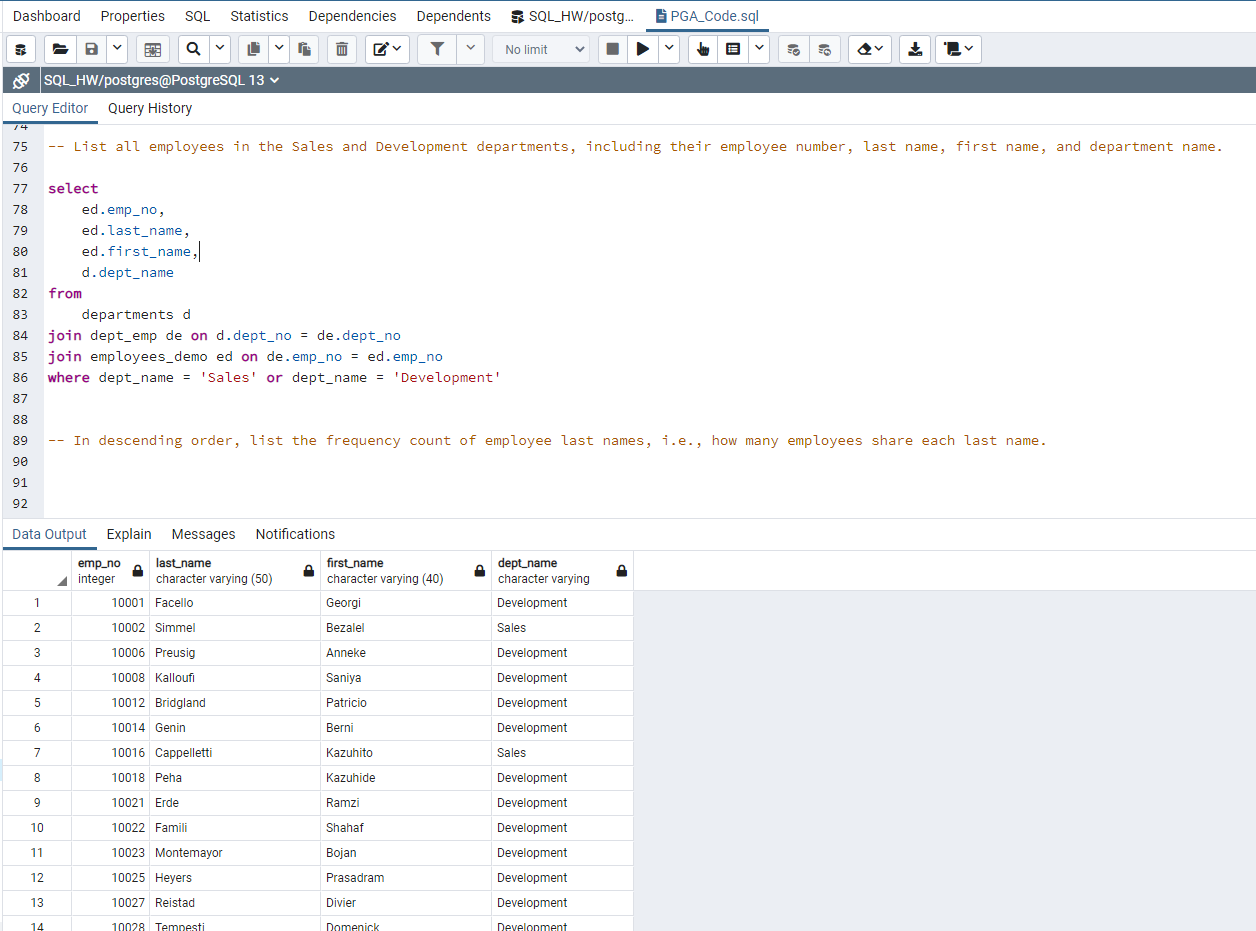 Dashboard Properties SQL Statistics Dependencies Dependents SQL_HW/postg... PGA_Code.sql
No limit
SQL_HW/postgres@PostgreSQL 13
Query Editor Query History
74
75 -- List all employees in the Sales and Development departments, including their employee number, last name, first name, and department name.
76
77 select
78 ed.emp_no,
79 ed.last_name,
80 ed.first_name,
81 d.dept_name
82 from
83 departments d
84 join dept_emp de on d.dept_no = de.dept_no
85 join employees_demo ed on de.emp_no = ed.emp_no
86 where dept_name = 'Sales' or dept_name = 'Development'
87
88
89 -- In descending order, list the frequency count of employee last names, i.e., how many employees share each last name.
90
91
92
Data Output Explain Messages Notifications
emp_no last_name first_name dept_name
integer character varying (50) character varying (40) character varying
1 10001 Facello Georgi Development
2 10002 Simmel Bezalel Sales
3 10006 Preusig Anneke Development
4 10008 Kalloufi Saniya Development
5 10012 Bridgland Patricio Development
6 10014 Genin Berni Development
7 10016 Cappelletti Kazuhito Sales
8 10018 Peha Kazuhide Development
9 10021 Erde Ramzi Development
10 10022 Famili Shahaf Development
11 10023 Montemayor Bojan Development
12 10025 Heyers Prasadram Development
13 10027 Reistad Divier Development
14 10028 Tempesti Domenick Development